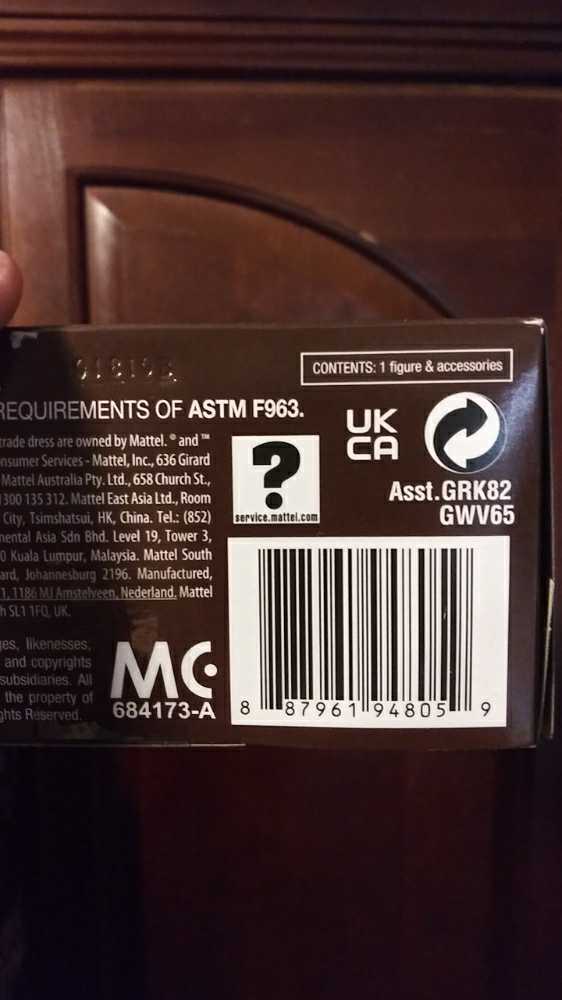 CONTENTS: 1 figure & accessories
REQUIREMENTS OF ASTM F963.
trade dress are owned by Mattel. ® and ™
nsumer Services - Mattel, Inc., 636 Girard
Mattel Australia Pty. Ltd., 658 Church St.,
1300 135 312. Mattel East Asia Ltd., Room
City, Tsimshatsui, HK, China. Tel.: (852)
nental Asia Sdn Bhd. Level 19, Tower 3,
0 Kuala Lumpur, Malaysia. Mattel South
ard, Johannesburg 2196. Manufactured,
1, 1186 MJ Amstelveen, Nederland. Mattel
h SL1 1FQ, UK.
ges, likenesses,
and copyrights
subsidiaries. All
the property of
ghts Reserved.
?
service.mattel.com
UK
CA
Asst.GRK82
GWV65
MC
684173-A
8 87961 94805 9